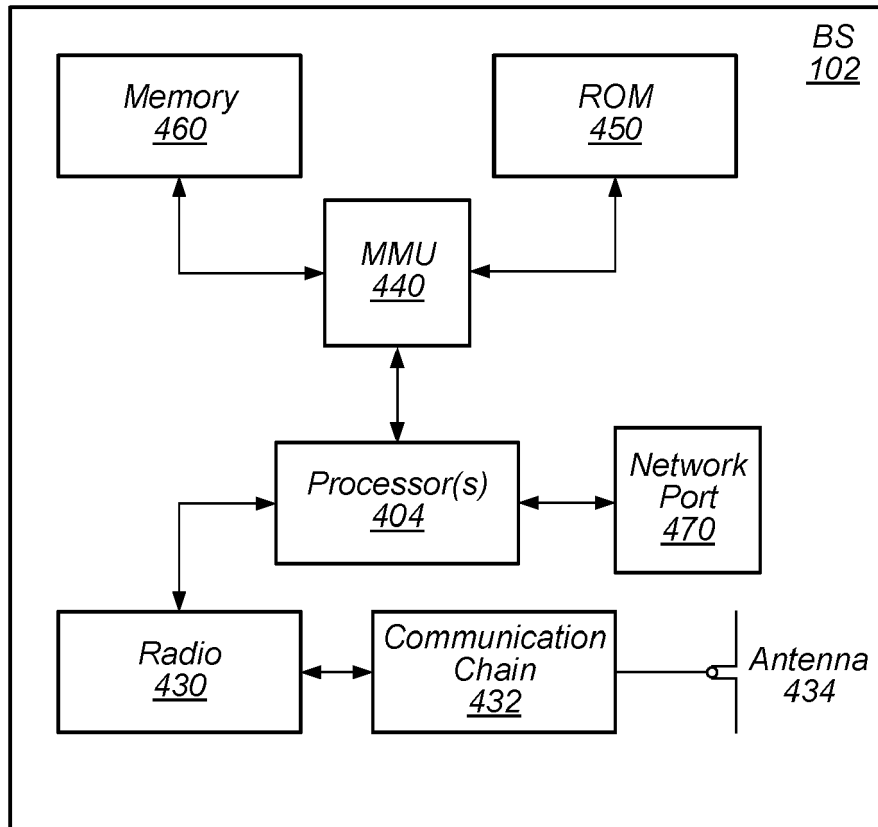 BS
102
Memory
460
ROM
450
MMU
440
Processor(s)
404
Network
Port
470
Radio
430
Communication
Chain
432
Antenna
434